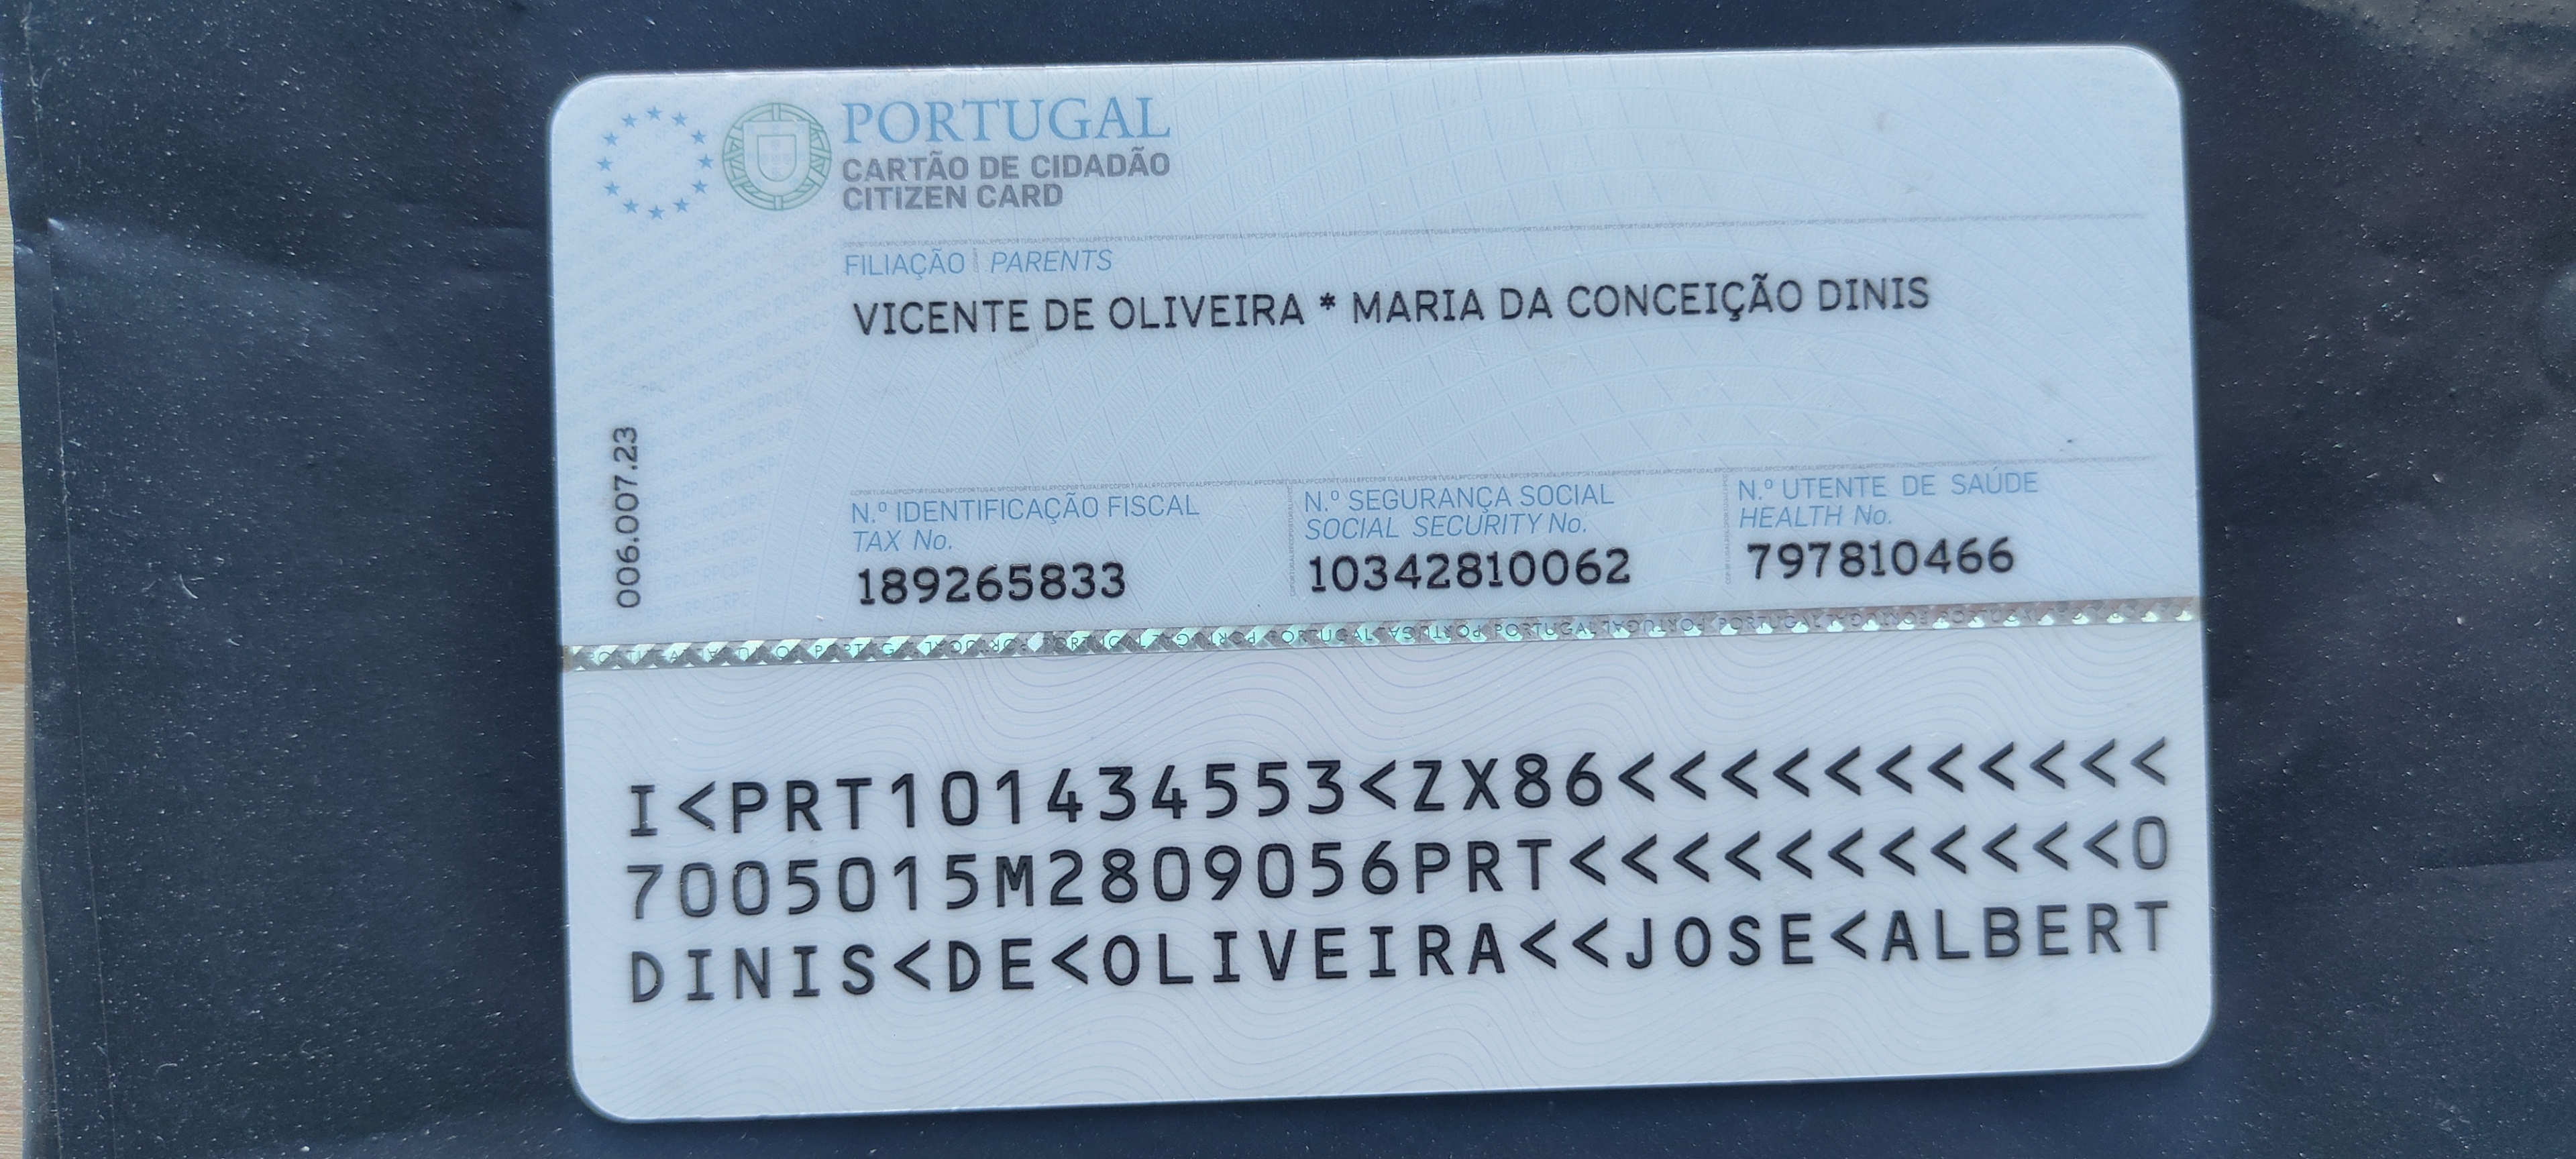 PORTUGAL
CARTÃO DE CIDADÃO
CITIZEN CARD
FILIAÇÃO | PARENTS
VICENTE DE OLIVEIRA * MARIA DA CONCEIÇÃO DINIS
N.º IDENTIFICAÇÃO FISCAL
TAX No.
189265833
N.º SEGURANÇA SOCIAL
SOCIAL SECURITY No.
10342810062
N.º UTENTE DE SAÚDE
HEALTH No.
797810466
006.007.23
I<PRT101434553<ZX86<<<<<<<<<<<
7005015M2809056PRT<<<<<<<<<<<0
DINIS<DE<OLIVEIRA<<JOSE<ALBERT